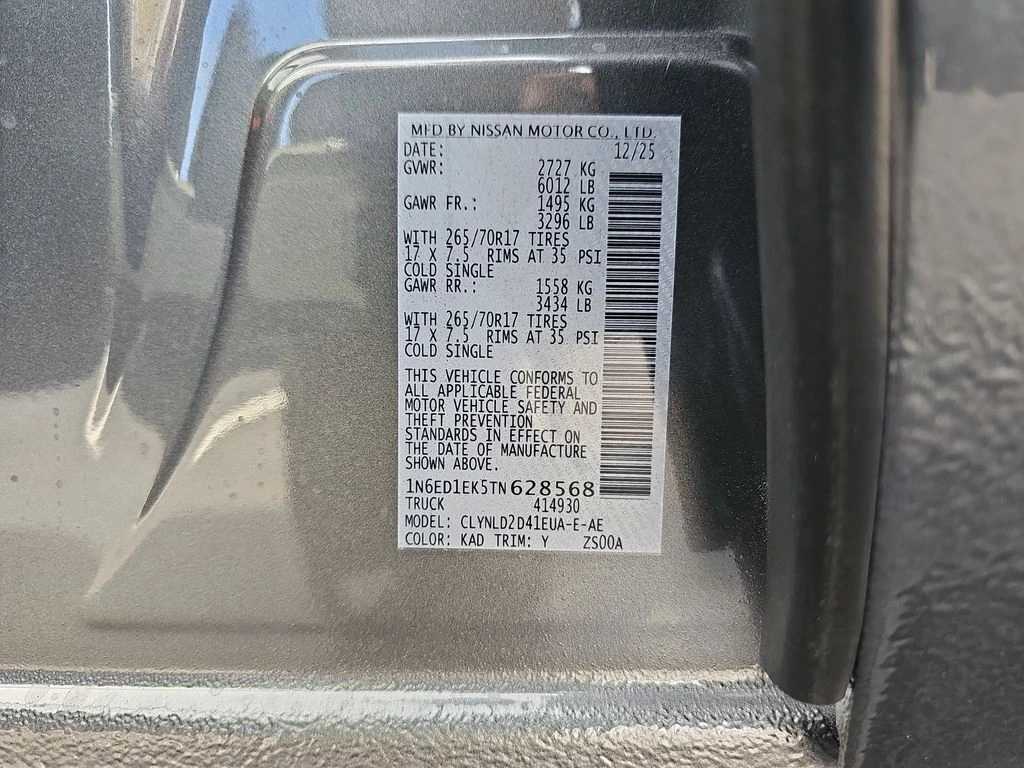 MFD BY NISSAN MOTOR CO., LTD.
DATE: 12/25
GVWR: 2727 KG
6012 LB
GAWR FR.: 1495 KG
3296 LB
WITH 265/70R17 TIRES
17 X 7.5 RIMS AT 35 PSI
COLD SINGLE
GAWR RR.: 1558 KG
3434 LB
WITH 265/70R17 TIRES
17 X 7.5 RIMS AT 35 PSI
COLD SINGLE
THIS VEHICLE CONFORMS TO
ALL APPLICABLE FEDERAL
MOTOR VEHICLE SAFETY AND
THEFT PREVENTION
STANDARDS IN EFFECT ON
THE DATE OF MANUFACTURE
SHOWN ABOVE.
1N6ED1EK5TN628568
TRUCK 414930
MODEL: CLYNLD2D41EUA-E-AE
COLOR: KAD TRIM: Y ZS00A